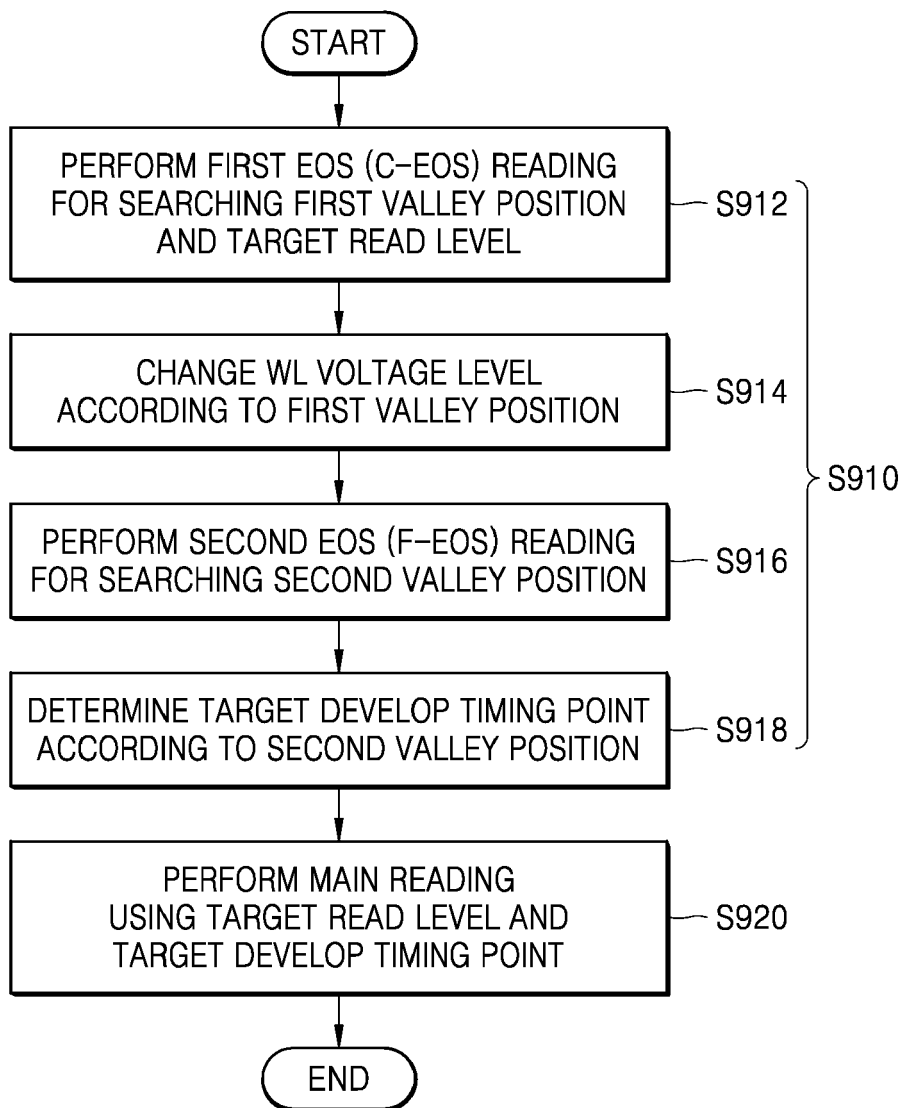 START
PERFORM FIRST EOS (C-EOS) READING
FOR SEARCHING FIRST VALLEY POSITION
AND TARGET READ LEVEL
S912
CHANGE WL VOLTAGE LEVEL
ACCORDING TO FIRST VALLEY POSITION
S914
S910
PERFORM SECOND EOS (F-EOS) READING
FOR SEARCHING SECOND VALLEY POSITION
S916
DETERMINE TARGET DEVELOP TIMING POINT
ACCORDING TO SECOND VALLEY POSITION
S918
PERFORM MAIN READING
USING TARGET READ LEVEL AND
TARGET DEVELOP TIMING POINT
S920
END